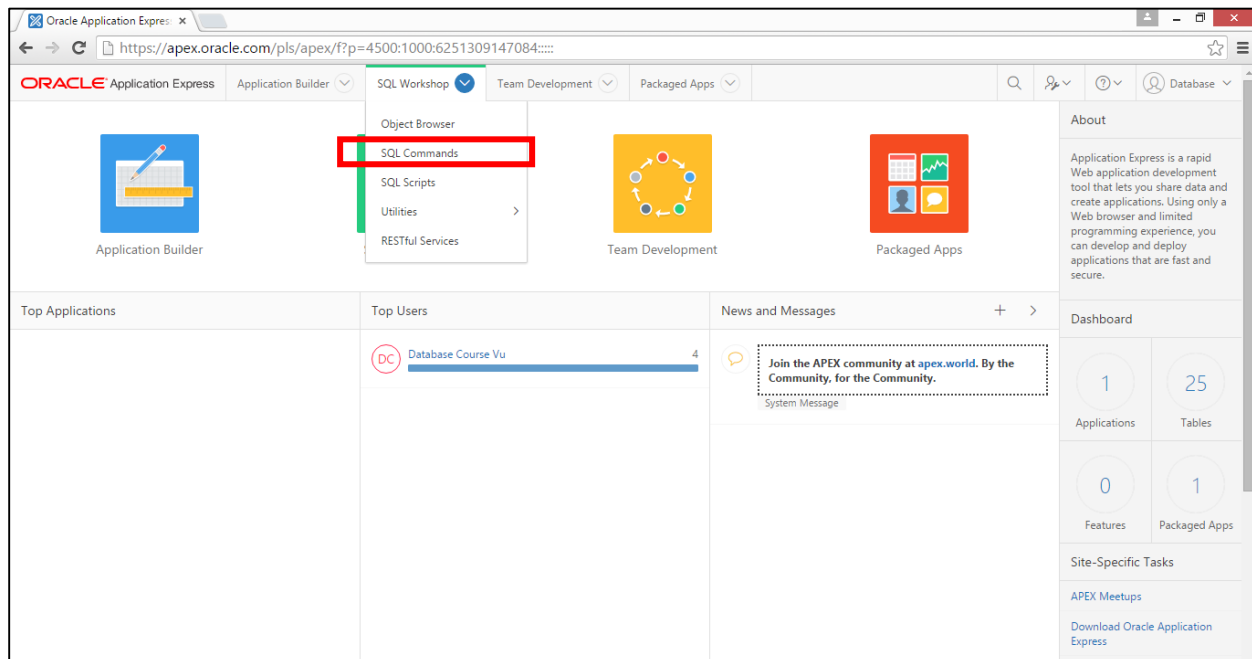 Oracle Application Expres
https://apex.oracle.com/pls/apex/f?p=4500:1000:6251309147084:::::
ORACLE Application Express
Application Builder
SQL Workshop
Team Development
Packaged Apps
Database
Object Browser
SQL Commands
SQL Scripts
Utilities
RESTful Services
Application Builder
Team Development
Packaged Apps
Top Applications
Top Users
DC
Database Course Vu
4
News and Messages
Join the APEX community at apex.world. By the
Community, for the Community.
System Message
About
Application Express is a rapid
Web application development
tool that lets you share data and
create applications. Using only a
Web browser and limited
programming experience, you
can develop and deploy
applications that are fast and
secure.
Dashboard
1
Applications
25
Tables
0
Features
1
Packaged Apps
Site-Specific Tasks
APEX Meetups
Download Oracle Application
Express